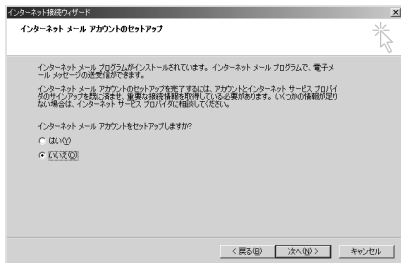 インターネット接続ウィザード
インターネット メール アカウントのセットアップ
インターネット メール プログラムがインストールされています。インターネット メール プログラムで、電子メ
ール メッセージの送受信ができます。
インターネット メール アカウントのセットアップを完了するには、アカウントとインターネット サービス プロバイ
ダのサインアップを既に済ませ、重要な接続情報を取得している必要があります。いくつかの情報が足り
ない場合は、インターネット サービス プロバイダに相談してください。
インターネット メール アカウントをセットアップしますか?
はい(Y)
いいえ(O)
< 戻る(B)
次へ(N) >
キャンセル